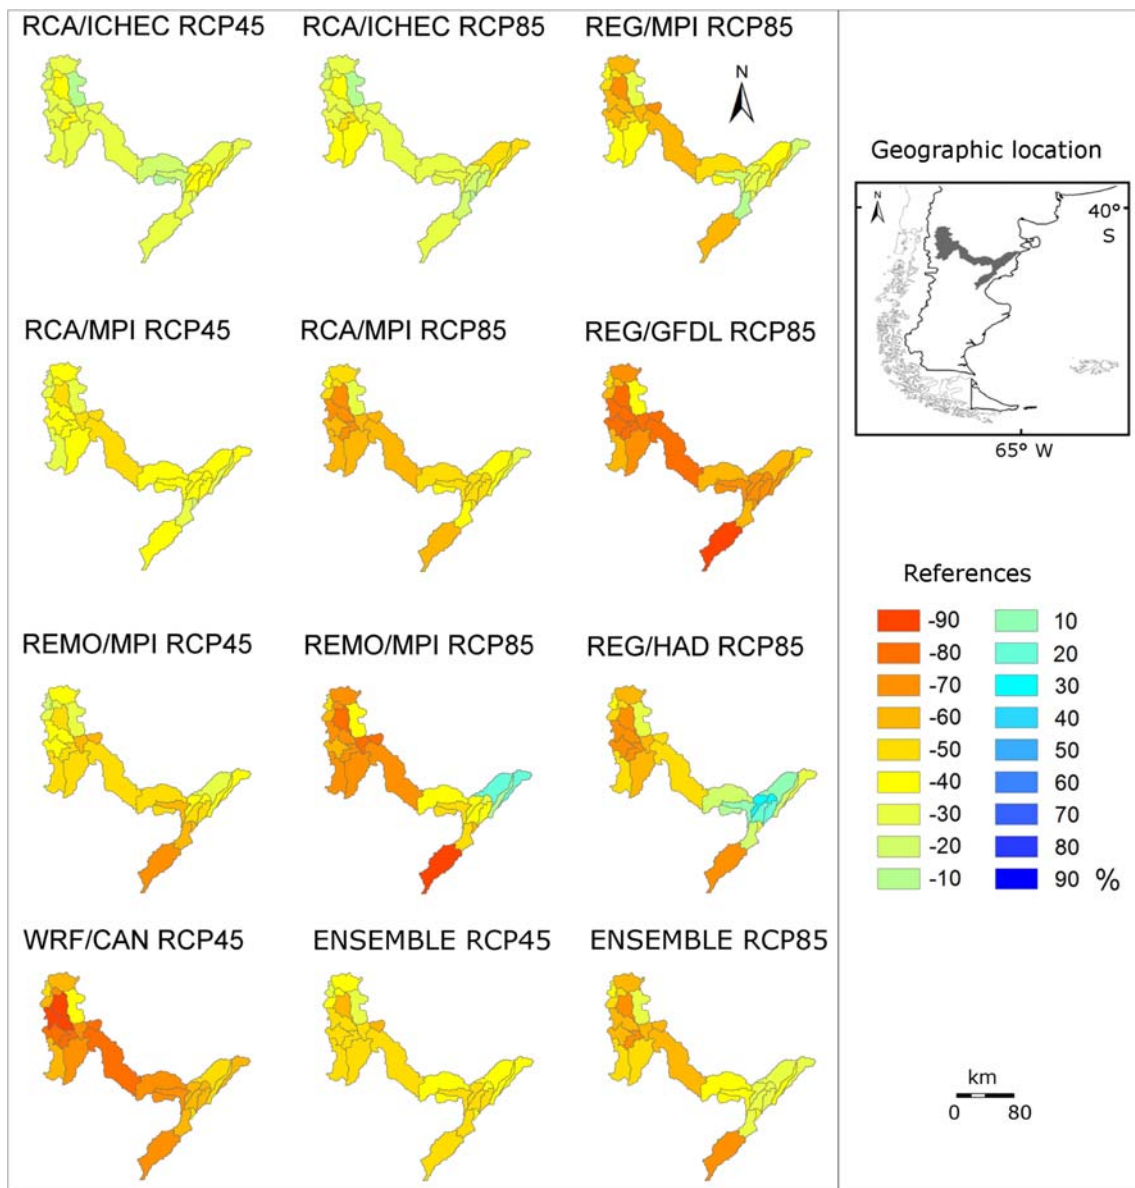 RCA/ICHEC RCP45
RCA/ICHEC RCP85
REG/MPI RCP85
N
RCA/MPI RCP45
RCA/MPI RCP85
REG/GFDL RCP85
REMO/MPI RCP45
REMO/MPI RCP85
REG/HAD RCP85
WRF/CAN RCP45
ENSEMBLE RCP45
ENSEMBLE RCP85
Geographic location
N
40°
S
65° W
References
-90 10
-80 20
-70 30
-60 40
-50 50
-40 60
-30 70
-20 80
-10 90 %
km
0 80